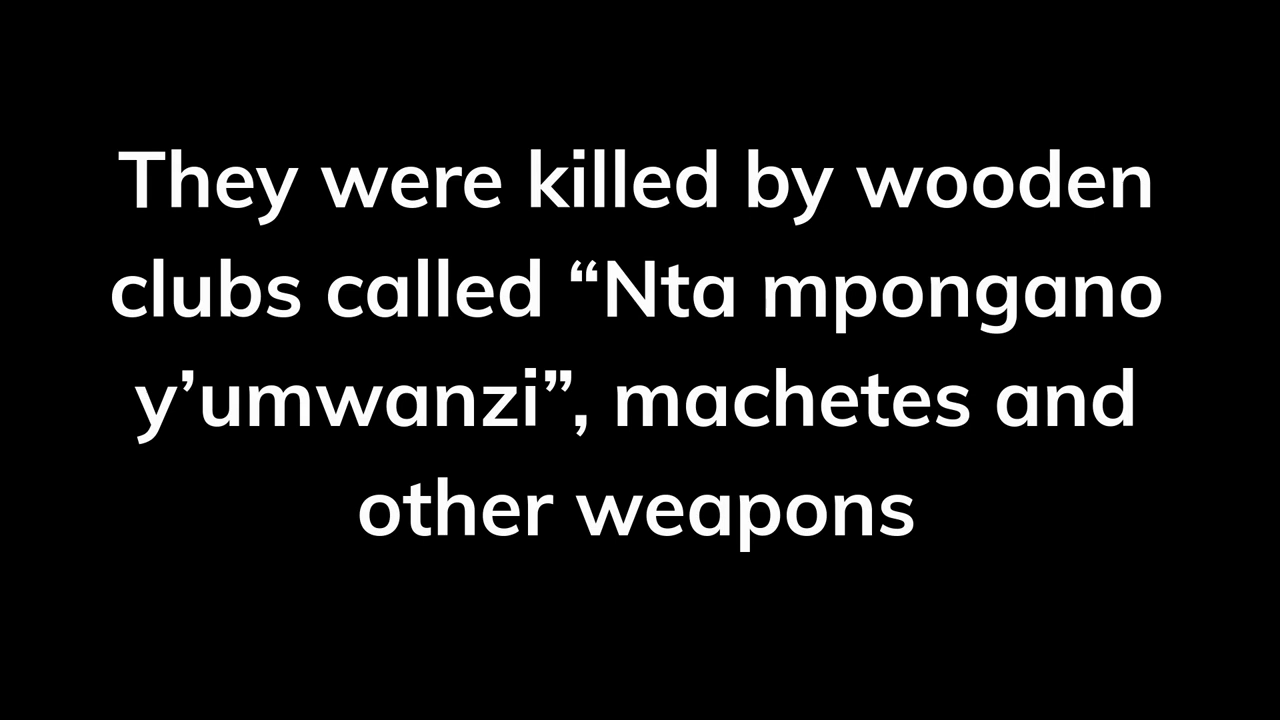 They were killed by wooden
clubs called “Nta mpongano
y’umwanzi”, machetes and
other weapons